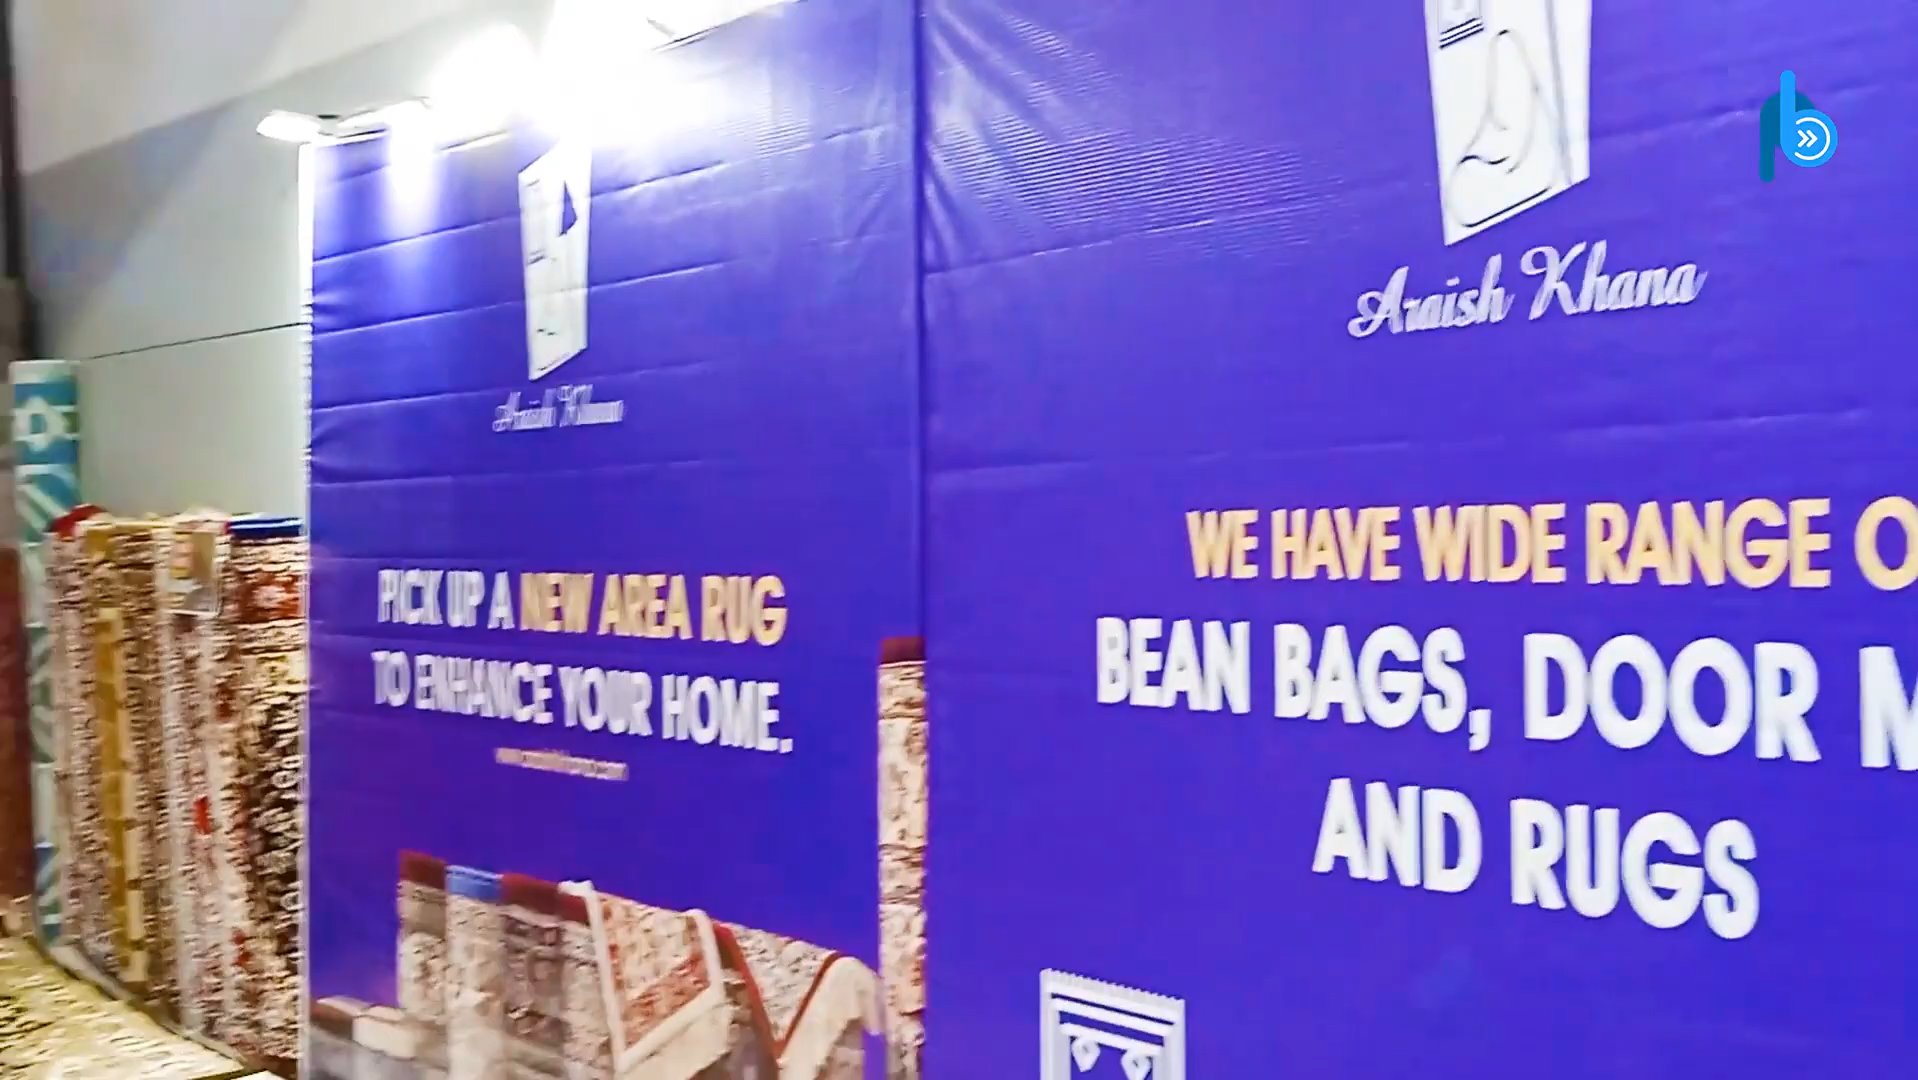 Araish Khana
PICK UP A NEW AREA RUG
TO ENHANCE YOUR HOME.
Araish Khana
WE HAVE WIDE RANGE O
BEAN BAGS, DOOR M
AND RUGS